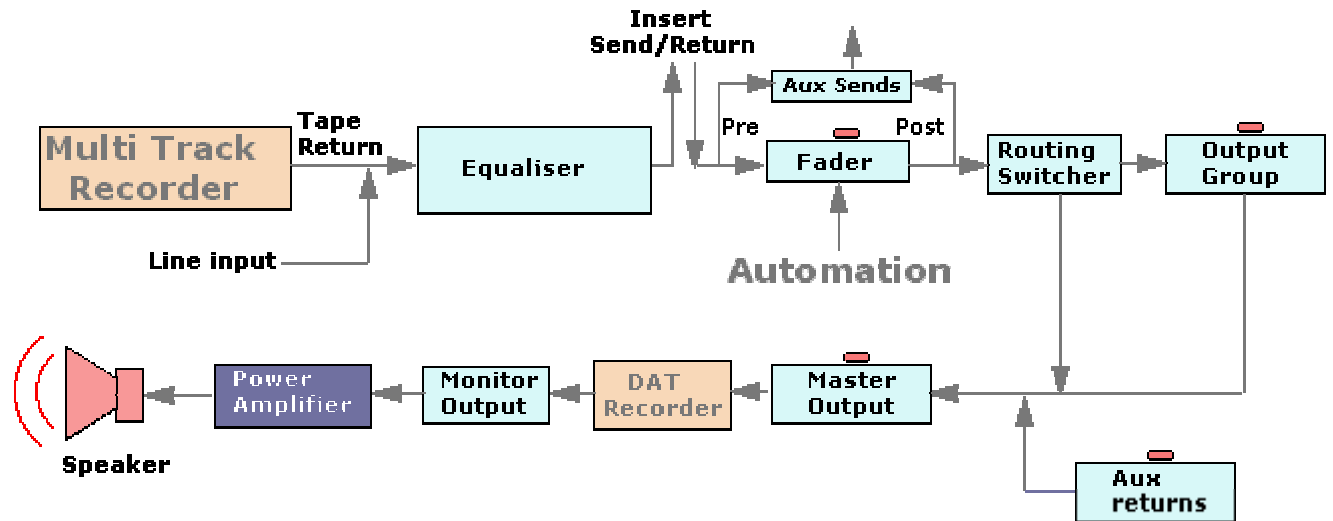 Insert
Send/Return
Aux Sends
Tape
Return
Pre
Post
Multi Track
Recorder
Equaliser
Fader
Routing
Switcher
Output
Group
Line input
Automation
Power
Amplifier
Monitor
Output
DAT
Recorder
Master
Output
Speaker
Aux
returns